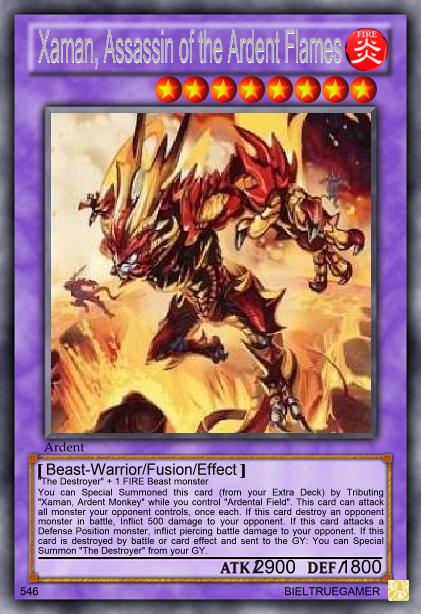 Xaman, Assassin of the Ardent Flames
FIRE
炎
Ardent
[ Beast-Warrior/Fusion/Effect ]
"The Destroyer" + 1 FIRE Beast monster
You can Special Summoned this card (from your Extra Deck) by Tributing
"Xaman, Ardent Monkey" while you control "Ardental Field". This card can attack
all monster your opponent controls, once each. If this card destroy an opponent
monster in battle, Inflict 500 damage to your opponent. If this card attacks a
Defense Position monster, inflict piercing battle damage to your opponent. If this
card is destroyed by battle or card effect and sent to the GY: You can Special
Summon "The Destroyer" from your GY.
ATK/2900 DEF/1800
546 BIELTRUEGAMER